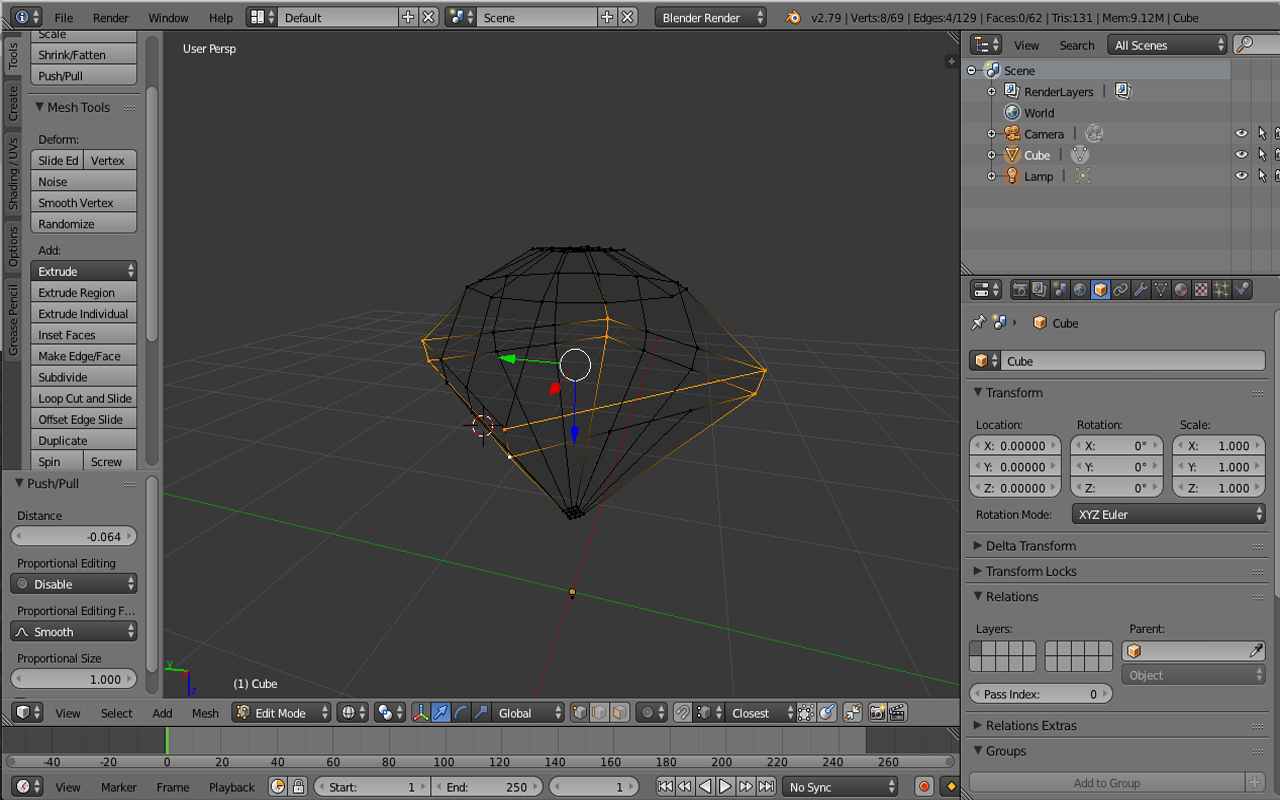 File Render Window Help Default Scene Blender Render v2.79 | Verts:8/69 | Edges:4/129 | Faces:0/62 | Tris:131 | Mem:9.12M | Cube
Tools
Create
Shading / UVs
Options
Grease Pencil
Scale
Shrink/Fatten
Push/Pull
Mesh Tools
Deform:
Slide Ed Vertex
Noise
Smooth Vertex
Randomize
Add:
Extrude
Extrude Region
Extrude Individual
Inset Faces
Make Edge/Face
Subdivide
Loop Cut and Slide
Offset Edge Slide
Duplicate
Spin Screw
Push/Pull
Distance
-0.064
Proportional Editing
Disable
Proportional Editing F...
Smooth
Proportional Size
1.000
User Persp
y
z
(1) Cube
View Select Add Mesh Edit Mode Global Closest
-40 -20 0 20 40 60 80 100 120 140 160 180 200 220 240 260
View Marker Frame Playback Start: 1 End: 250 1 No Sync
View Search All Scenes
Scene
RenderLayers |
World
Camera |
Cube |
Lamp |
Cube
Cube
Transform
Location: Rotation: Scale:
X: 0.00000 X: 0° X: 1.000
Y: 0.00000 Y: 0° Y: 1.000
Z: 0.00000 Z: 0° Z: 1.000
Rotation Mode: XYZ Euler
Delta Transform
Transform Locks
Relations
Layers: Parent:
Object
Pass Index: 0
Relations Extras
Groups
Add to Group